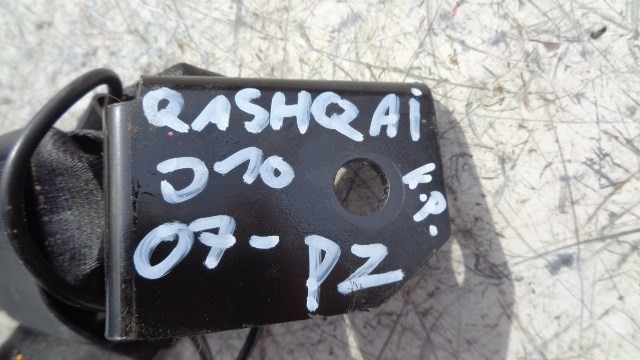 QASHQAi
J10
V.P.
07- PZ